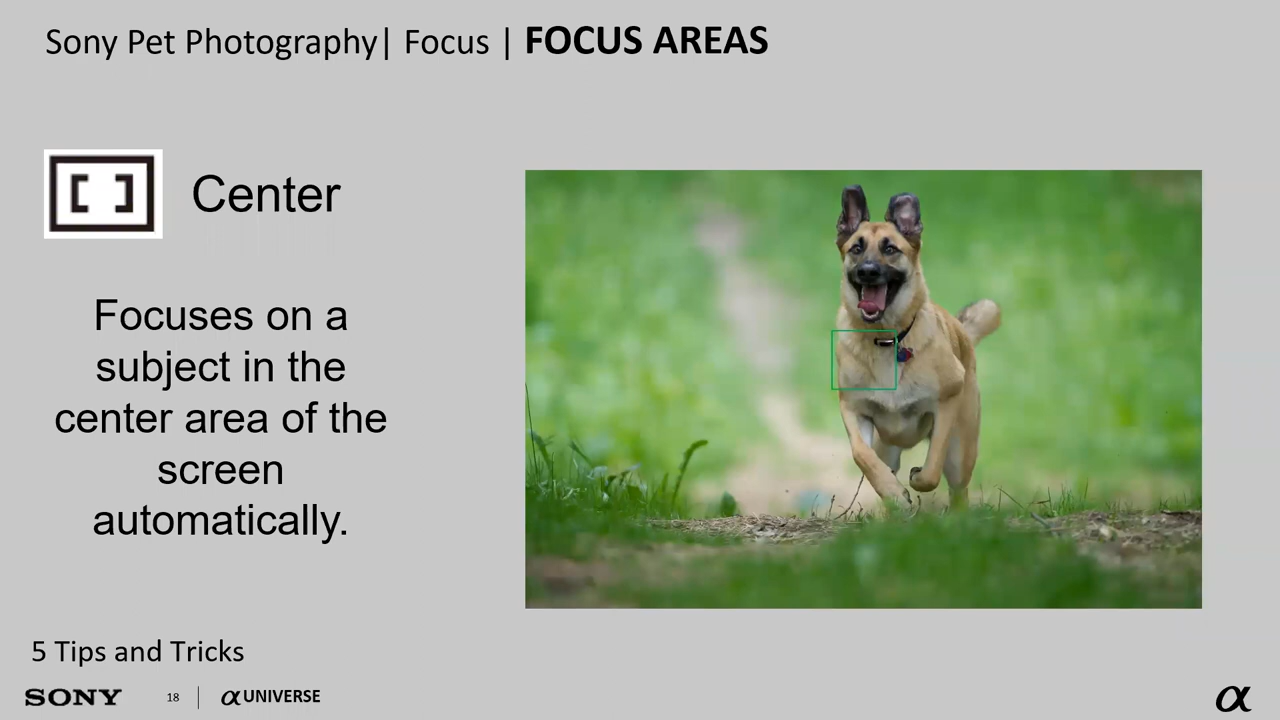 Sony Pet Photography| Focus | FOCUS AREAS
Center
Focuses on a
subject in the
center area of the
screen
automatically.
5 Tips and Tricks
SONY 18 | α UNIVERSE
α